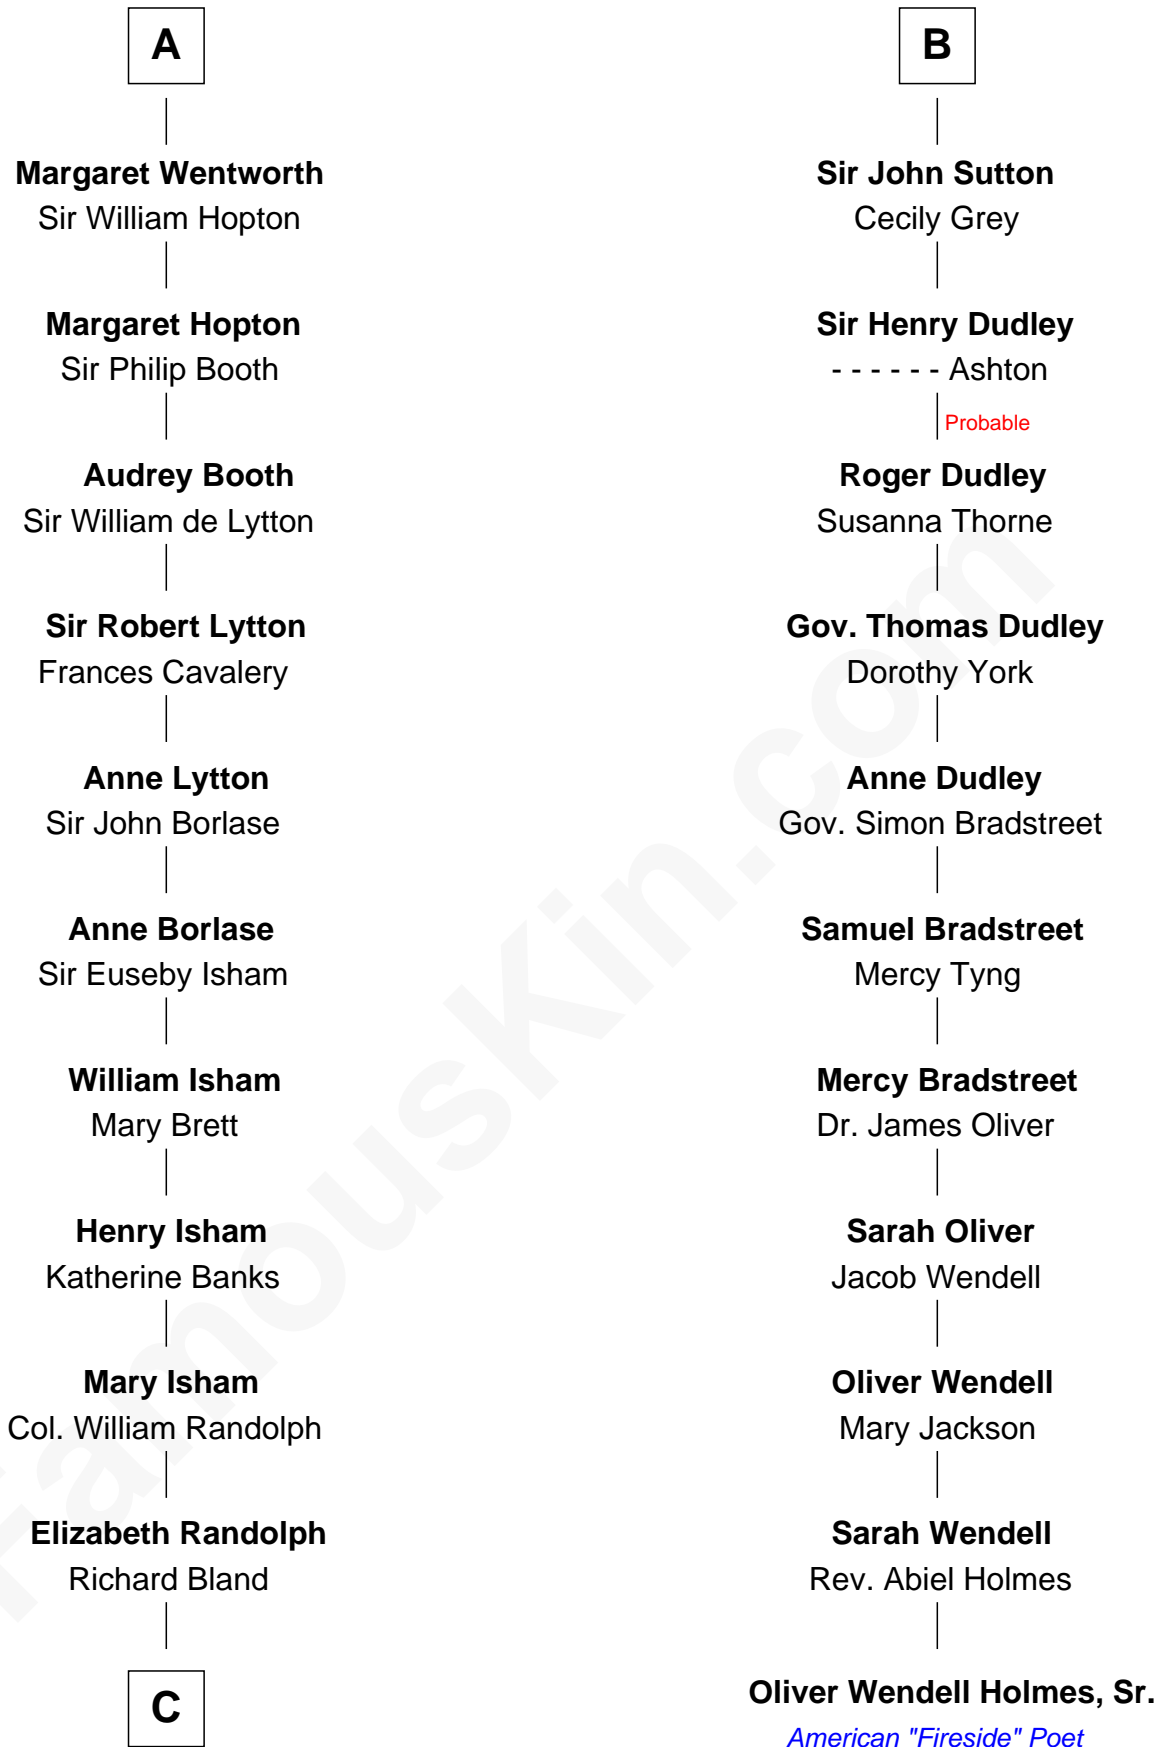 A
Margaret Wentworth
Sir William Hopton
Margaret Hopton
Sir Philip Booth
Audrey Booth
Sir William de Lytton
Sir Robert Lytton
Frances Cavalery
Anne Lytton
Sir John Borlase
Anne Borlase
Sir Euseby Isham
William Isham
Mary Brett
Henry Isham
Katherine Banks
Mary Isham
Col. William Randolph
Elizabeth Randolph
Richard Bland
C
B
Sir John Sutton
Cecily Grey
Sir Henry Dudley
- - - - - - Ashton
Probable
Roger Dudley
Susanna Thorne
Gov. Thomas Dudley
Dorothy York
Anne Dudley
Gov. Simon Bradstreet
Samuel Bradstreet
Mercy Tyng
Mercy Bradstreet
Dr. James Oliver
Sarah Oliver
Jacob Wendell
Oliver Wendell
Mary Jackson
Sarah Wendell
Rev. Abiel Holmes
Oliver Wendell Holmes, Sr.
American "Fireside" Poet
FamousKin.com